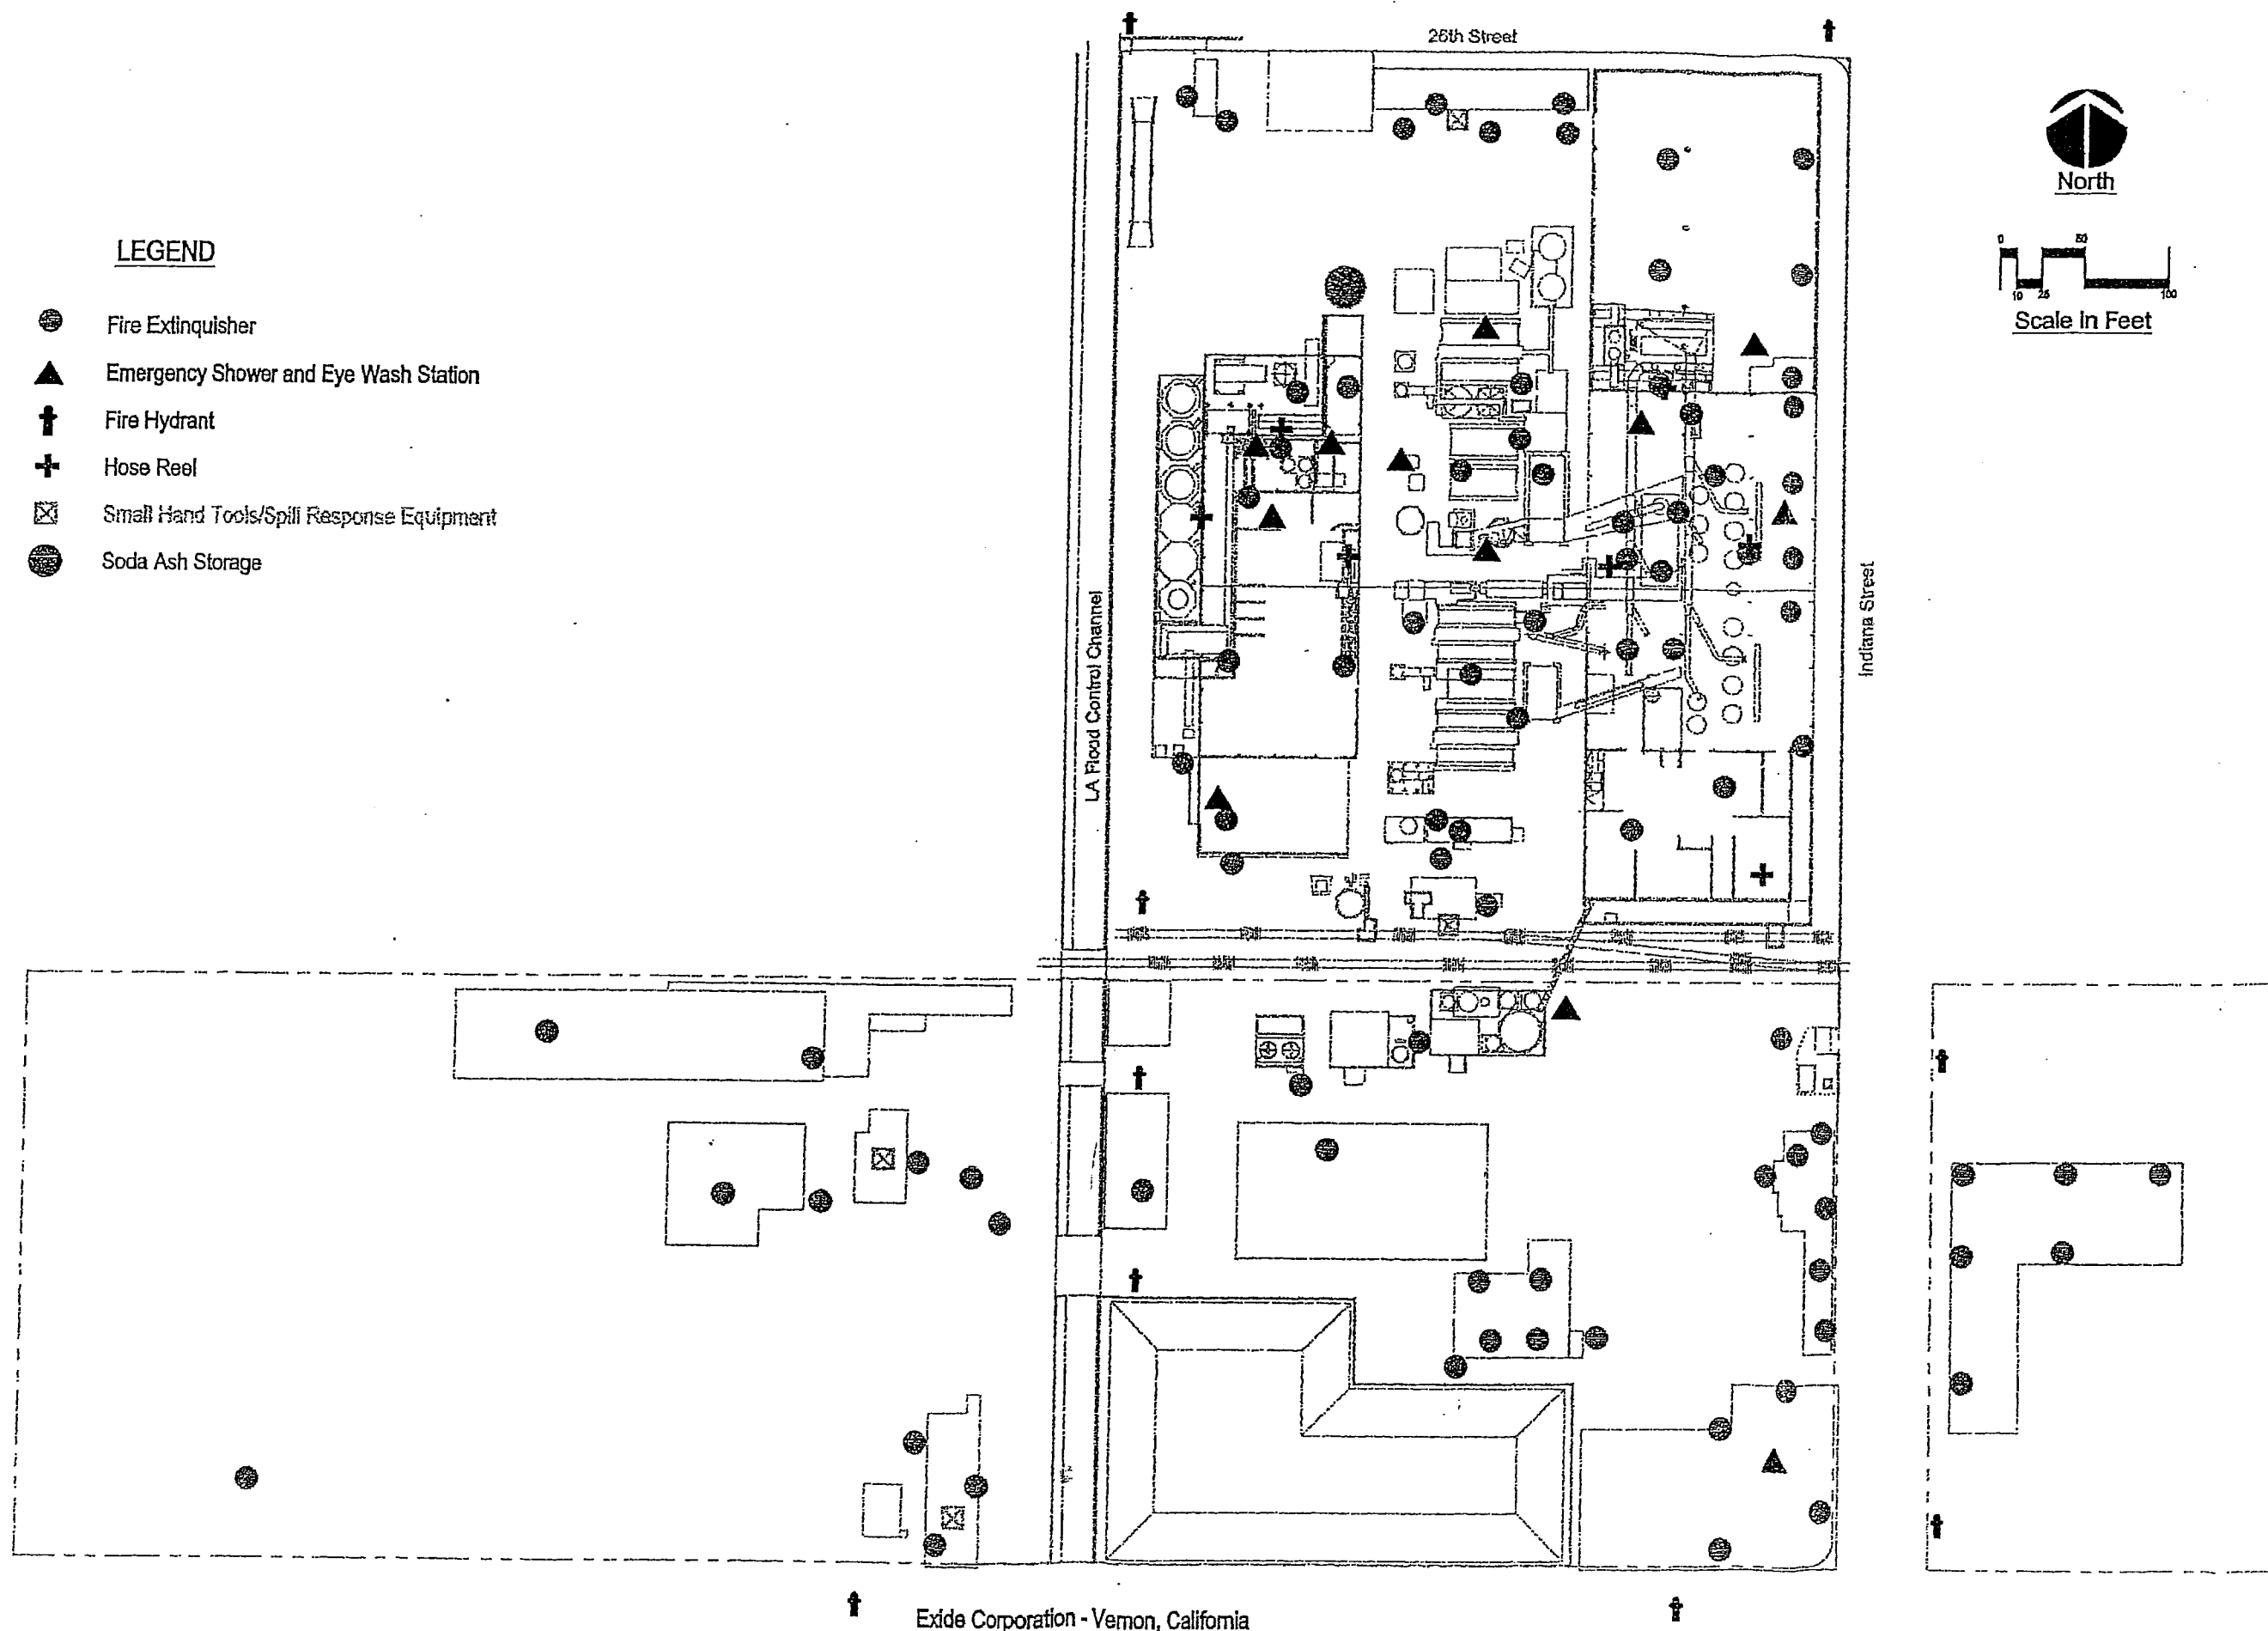 26th Street
North
0 50
10 25 100
Scale In Feet
LEGEND
Fire Extinquisher
Emergency Shower and Eye Wash Station
Fire Hydrant
Hose Reel
Small Hand Tools/Spill Response Equipment
Soda Ash Storage
LA Flood Control Channel
Indiana Street
Exide Corporation - Vernon, California